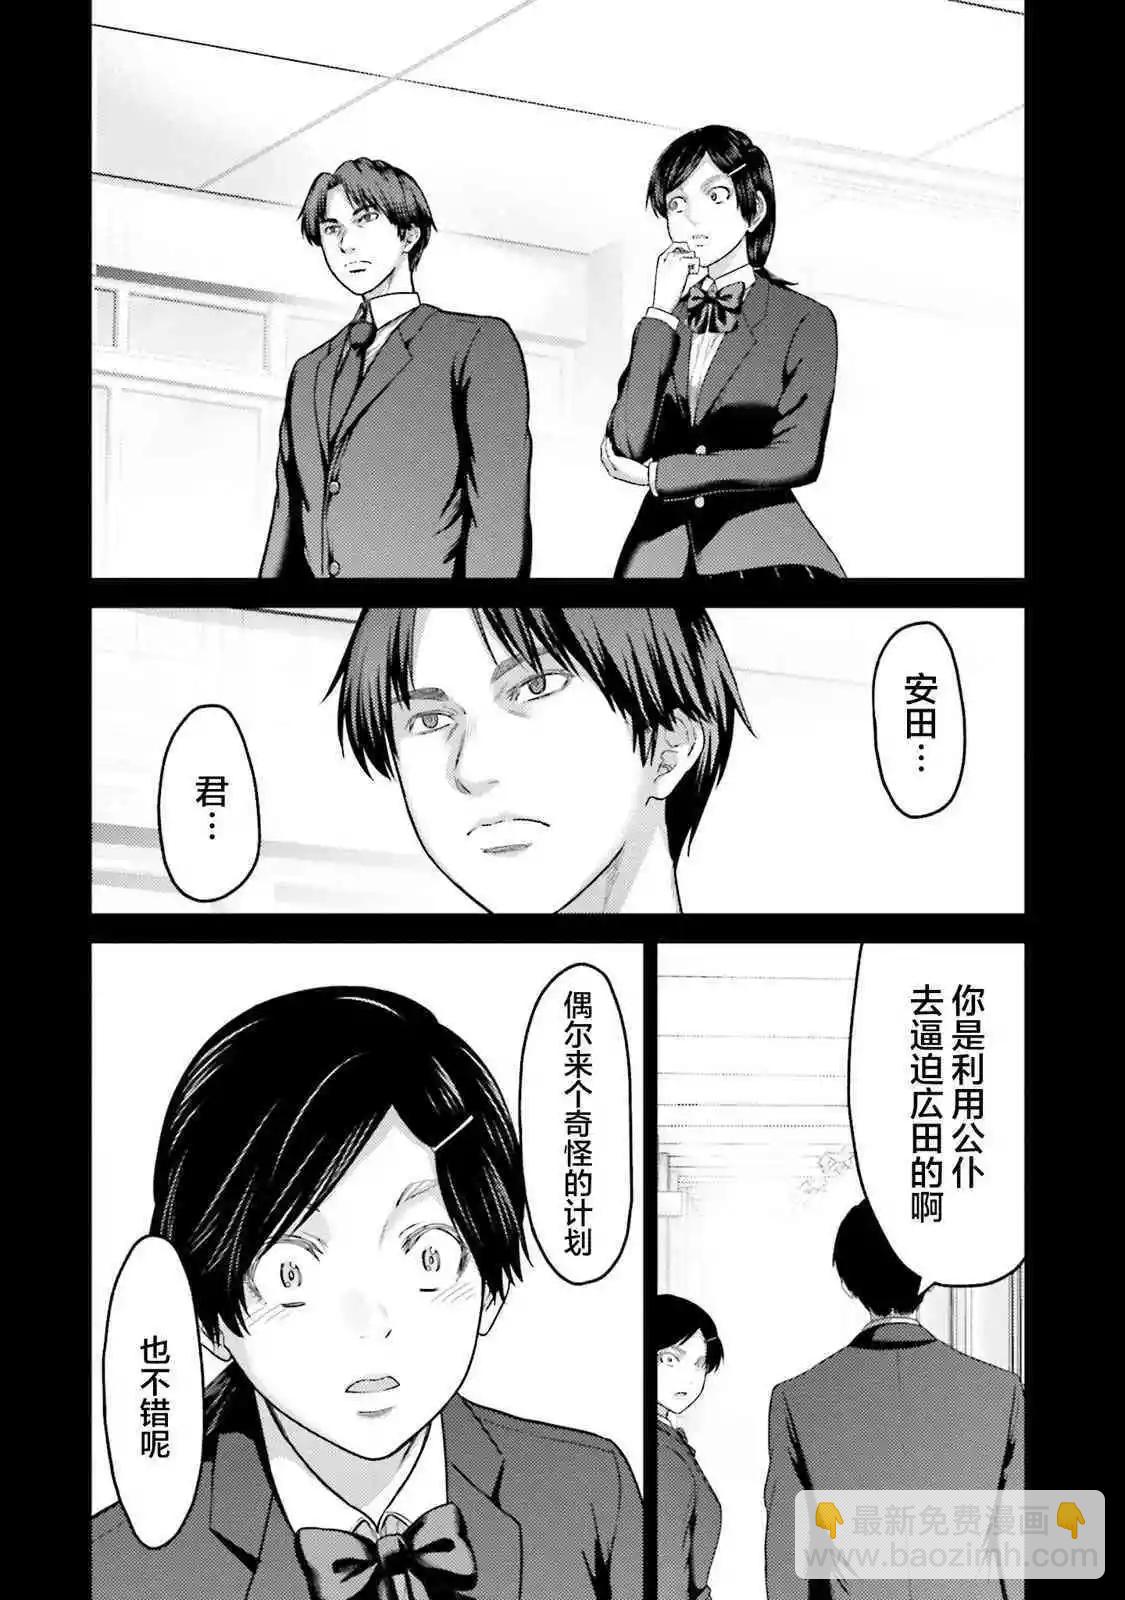 安田…
君…
你是利用公仆
去逼迫広田的啊
偶尔来个奇怪的计划
也不错呢
👇最新免费漫画👇
www.baozimh.com